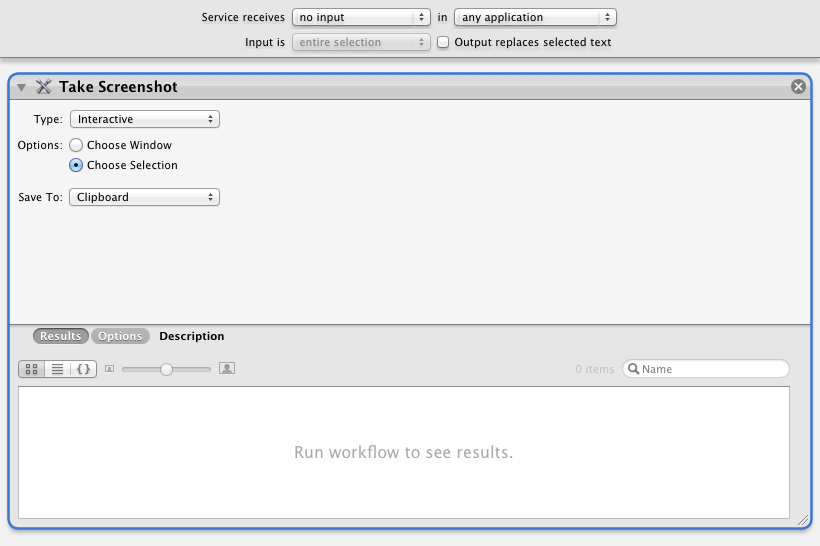 Service receives no input in any application
Input is entire selection Output replaces selected text
Take Screenshot
Type: Interactive
Options: Choose Window
Choose Selection
Save To: Clipboard
Results Options Description
{} 0 items Name
Run workflow to see results.